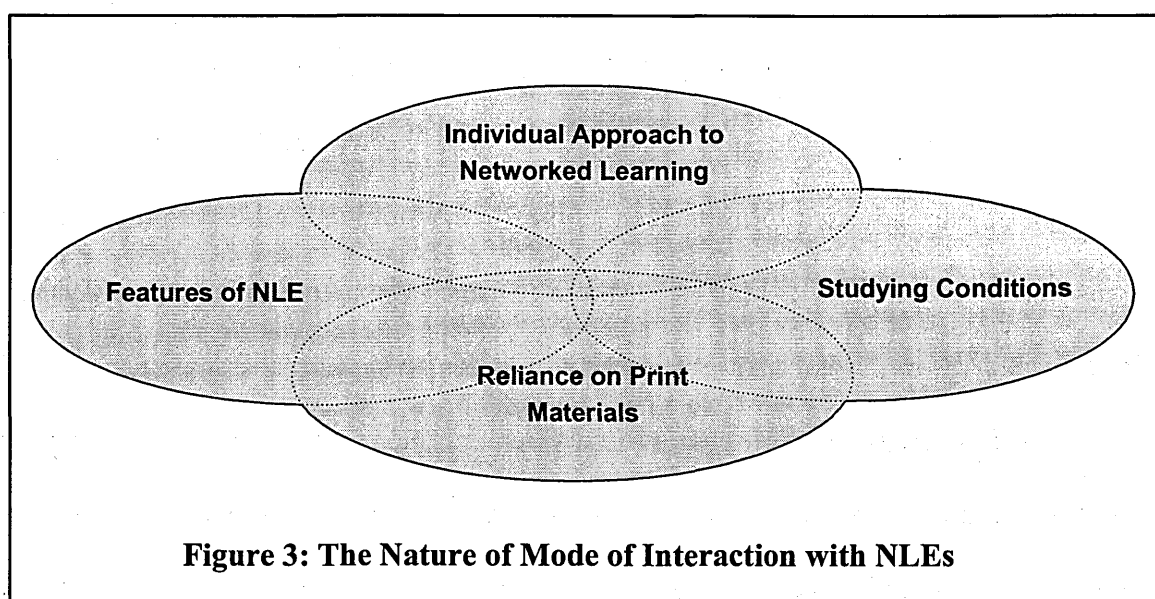 Individual Approach to
Networked Learning
Features of NLE
Studying Conditions
Reliance on Print
Materials
Figure 3: The Nature of Mode of Interaction with NLEs